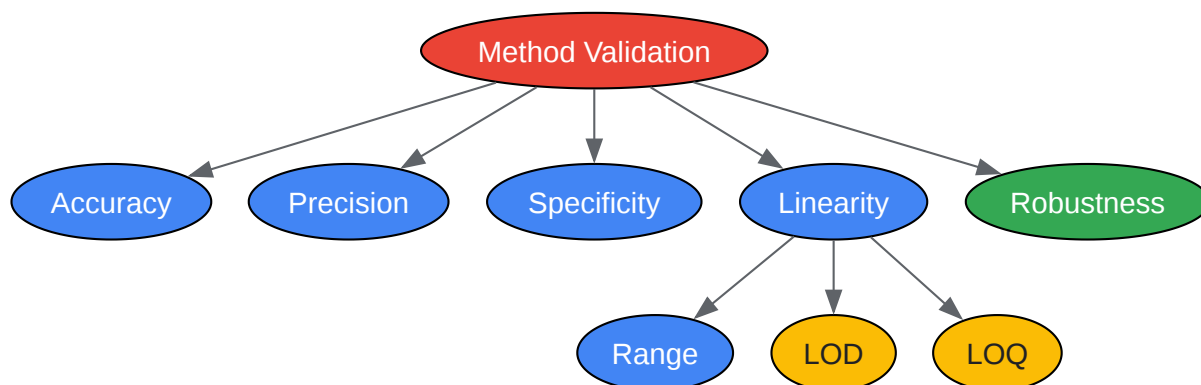 Method Validation
Accuracy
Precision
Specificity
Linearity
Robustness
Range
LOD
LOQ